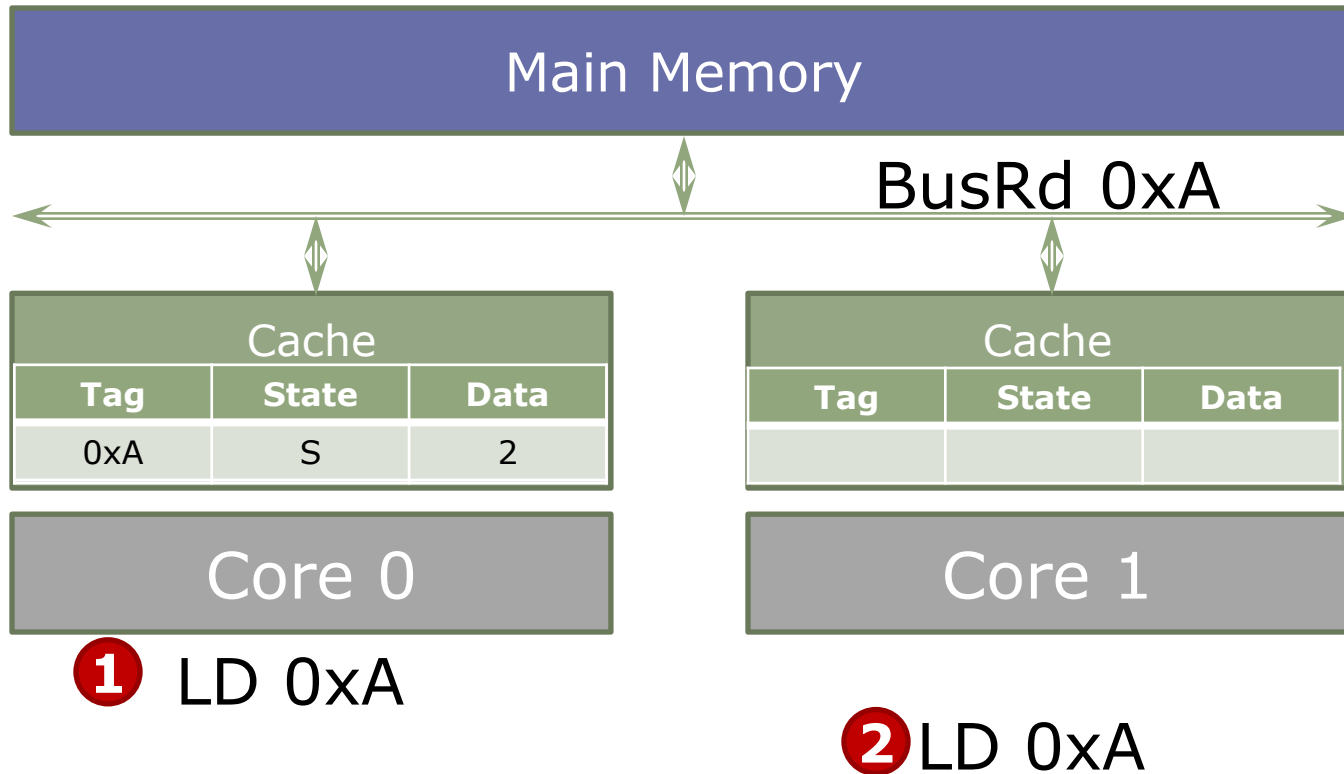 Main Memory
BusRd 0xA
Cache
Tag State Data
0xA S 2
Cache
Tag State Data
Core 0
Core 1
1 LD 0xA
2 LD 0xA